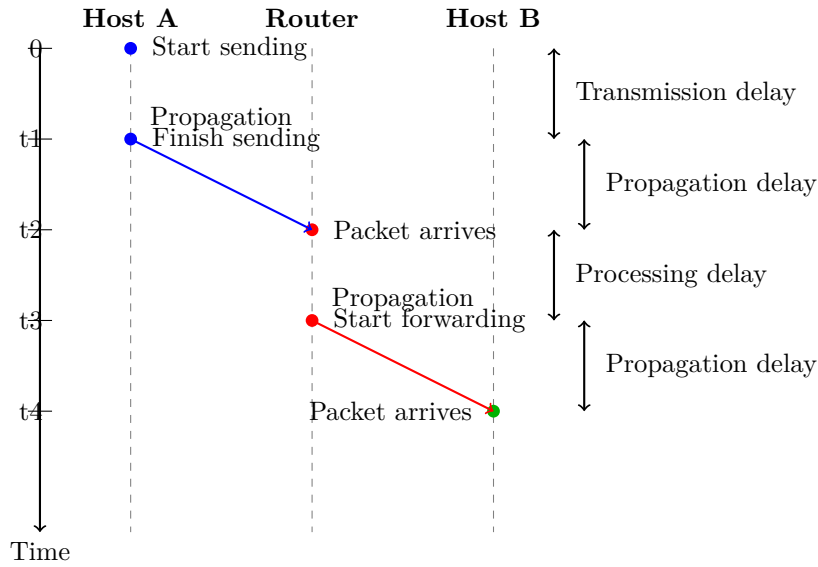 Host A
Router
Host B
0
Start sending
Transmission delay
Propagation
t1
Finish sending
Propagation delay
t2
Packet arrives
Processing delay
Propagation
t3
Start forwarding
Propagation delay
t4
Packet arrives
Time